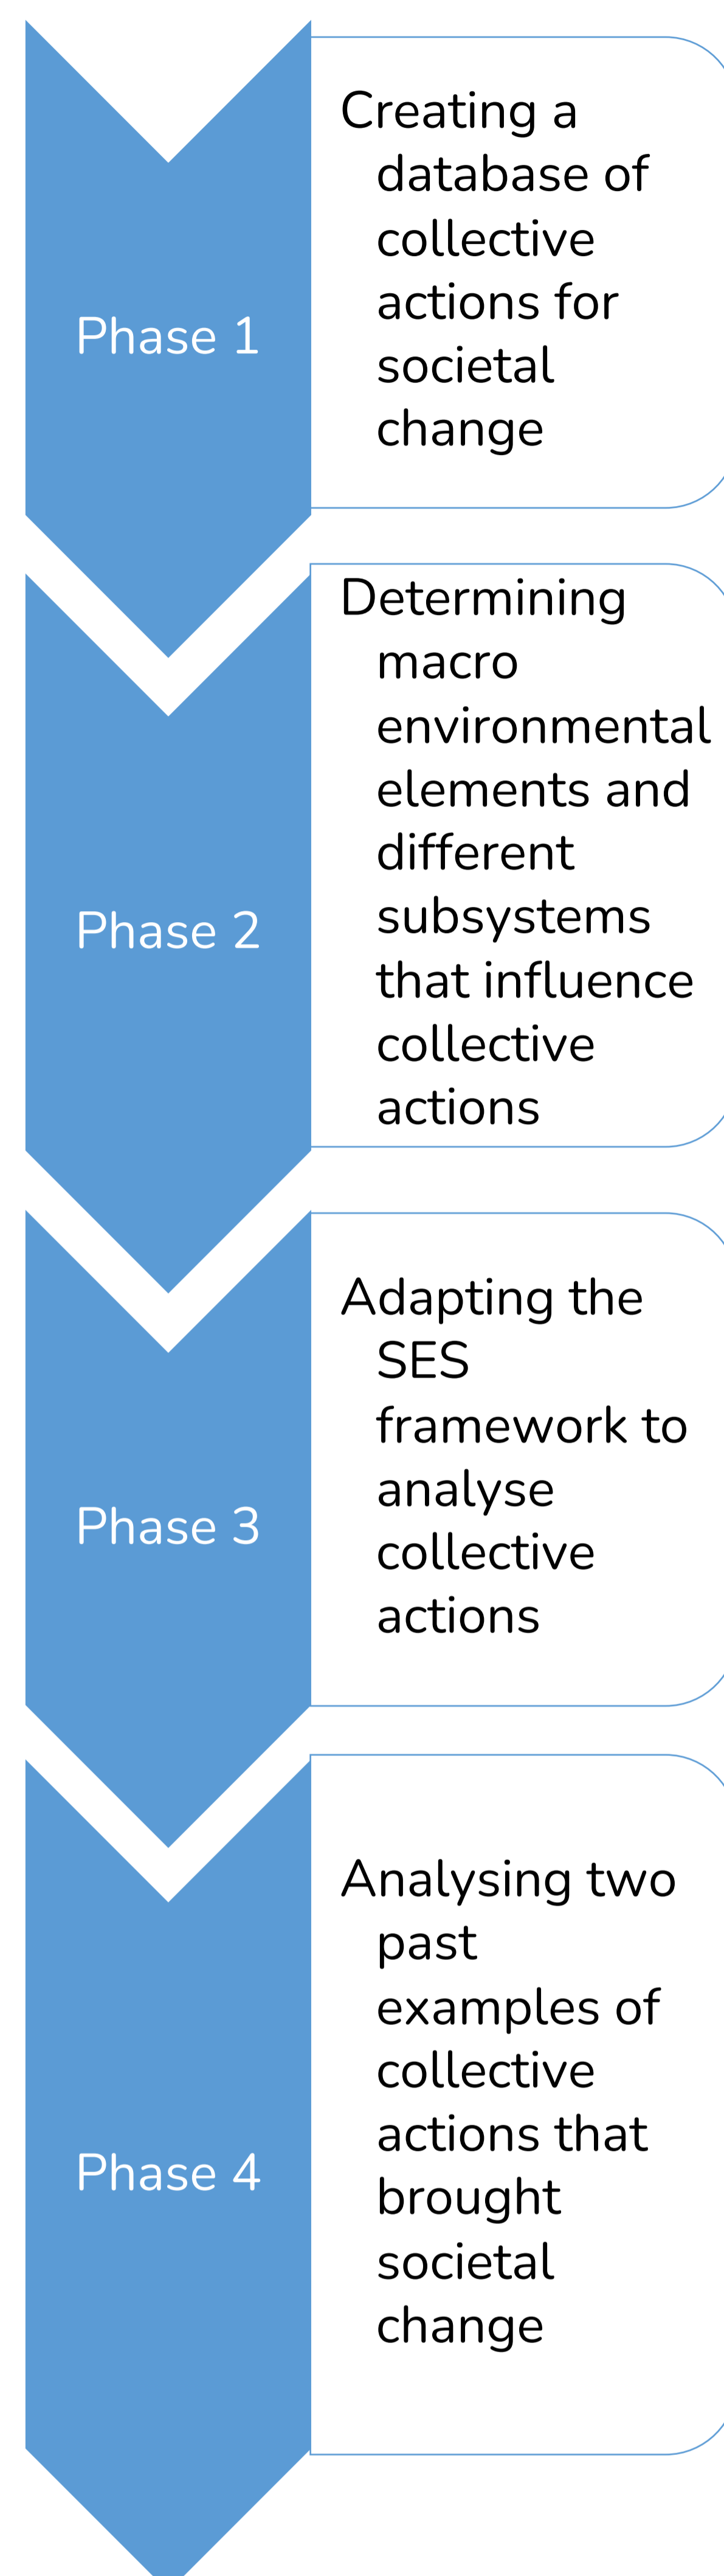 Phase 1
Creating a
database of
collective
actions for
societal
change
Phase 2
Determining
macro
environmental
elements and
different
subsystems
that influence
collective
actions
Phase 3
Adapting the
SES
framework to
analyse
collective
actions
Phase 4
Analysing two
past
examples of
collective
actions that
brought
societal
change